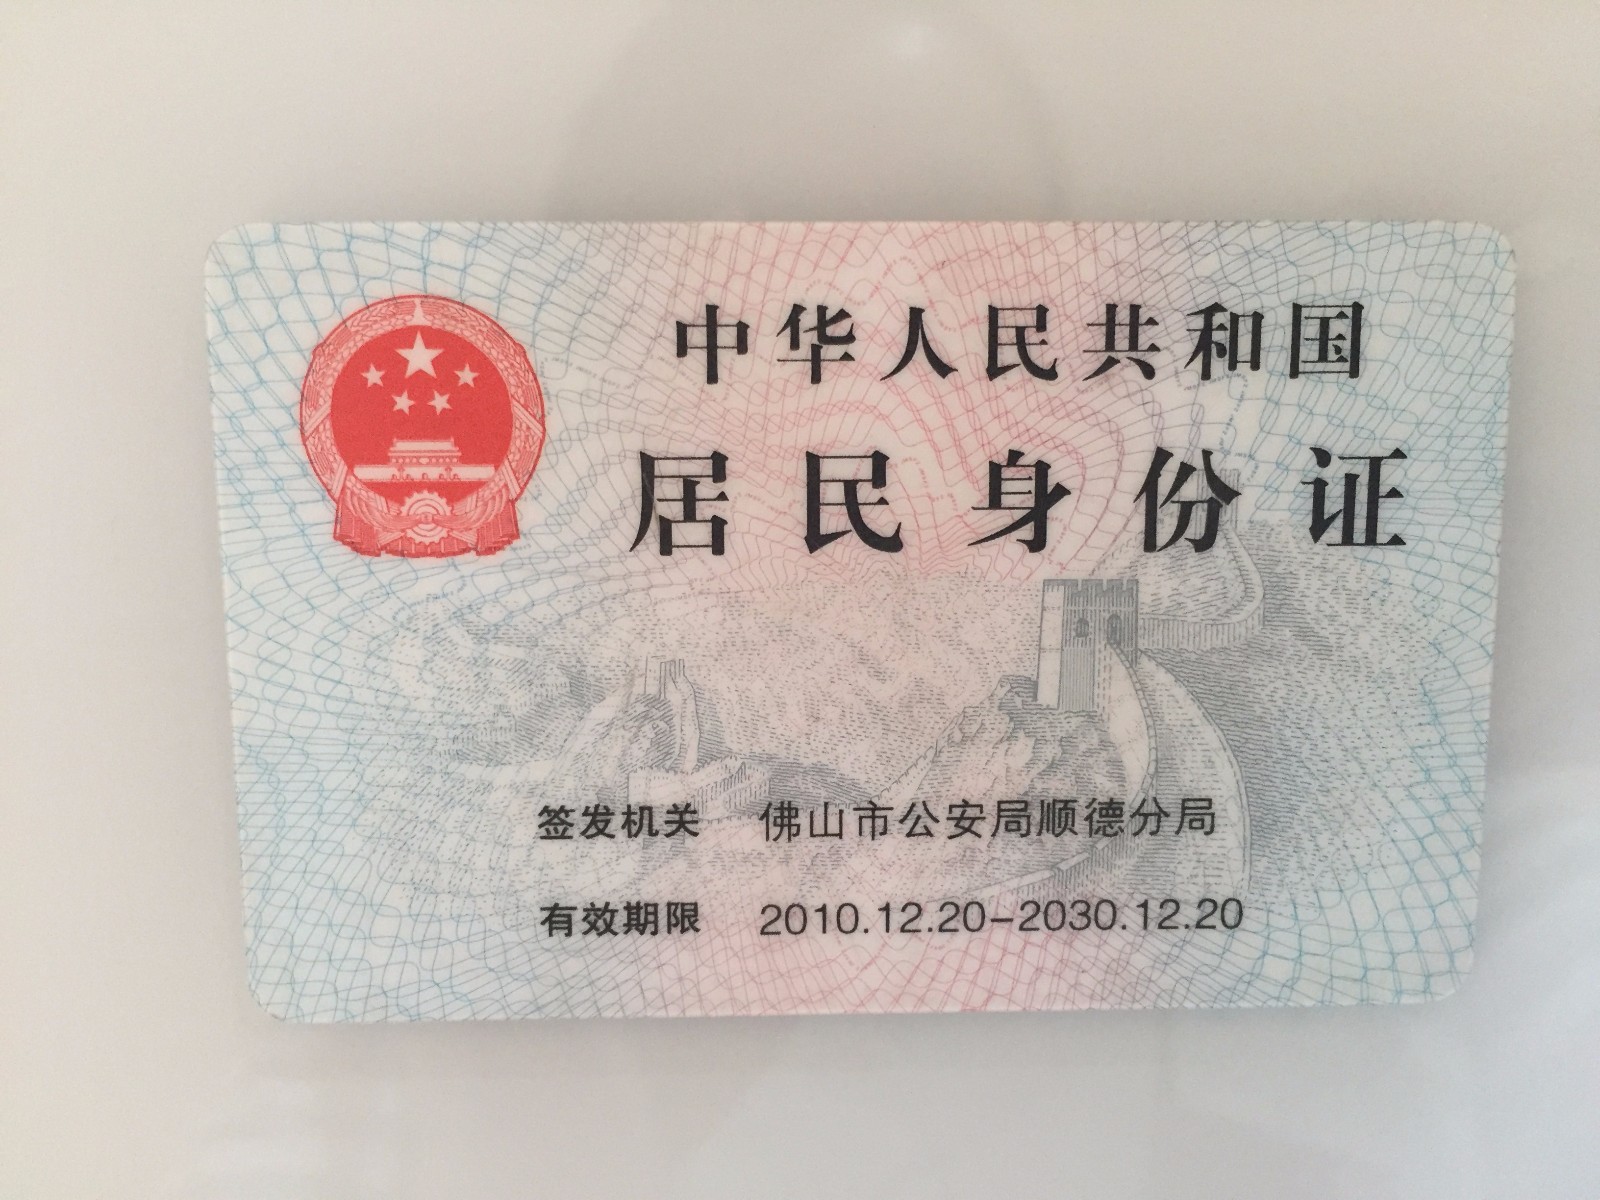 中华人民共和国
居民身份证
签发机关 佛山市公安局顺德分局
有效期限 2010.12.20-2030.12.20